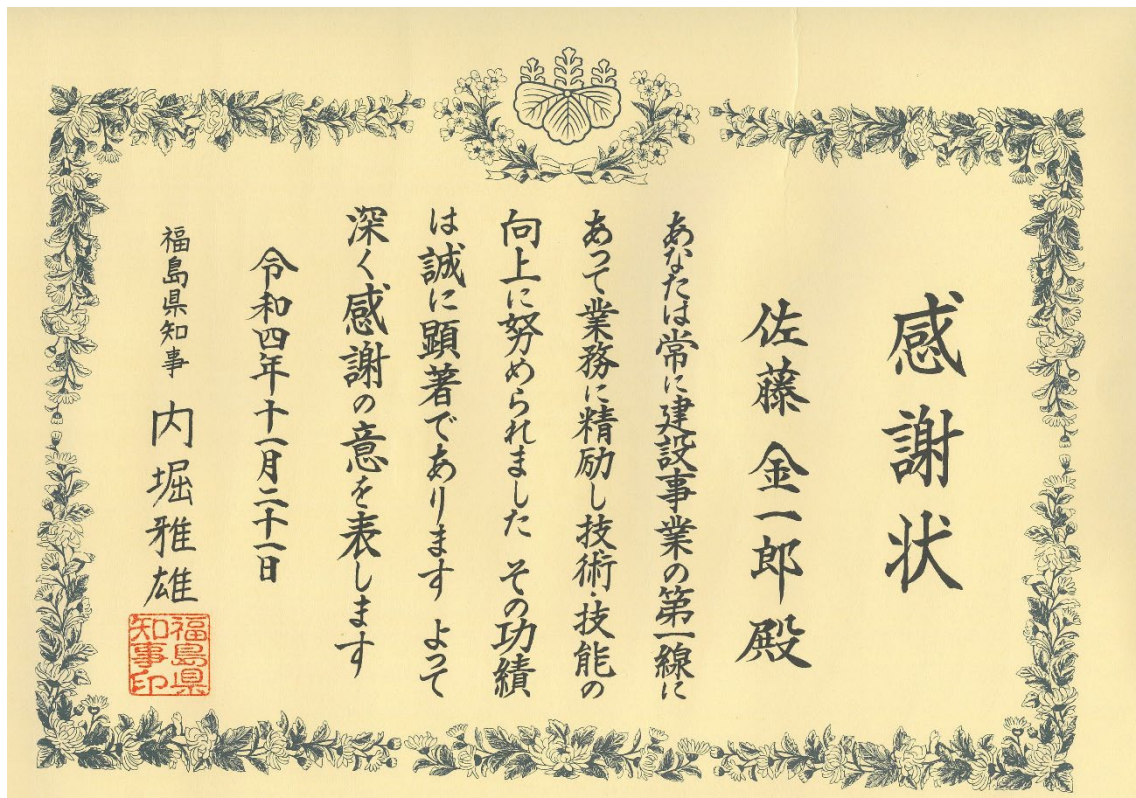 感謝状
佐藤 金一郎 殿
あなたは常に建設事業の第一線に
あって業務に精励し技術・技能の
向上に努められました その功績
は誠に顕著であります よって
深く感謝の意を表します
令和四年十一月二十一日
福島県知事 内堀雅雄
福島県
知事印